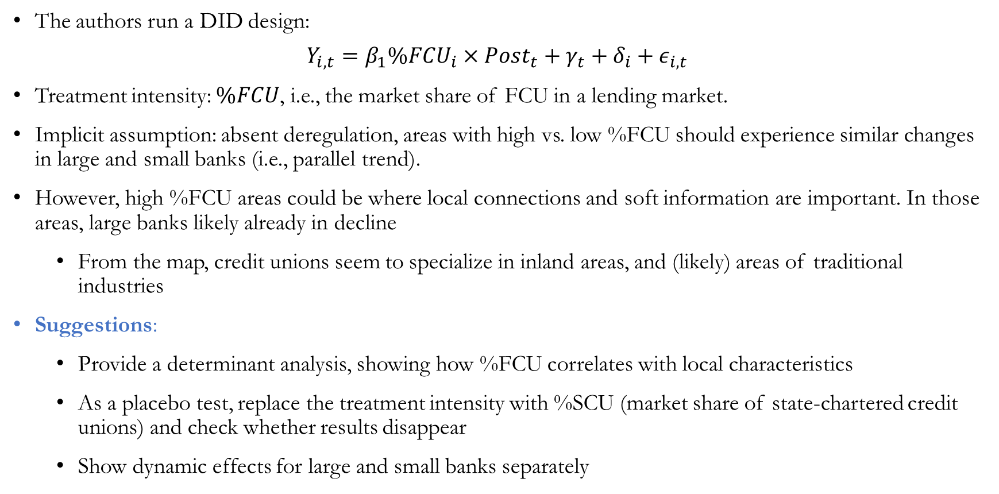 • The authors run a DID design:
Y_{i,t} = β_1%FCU_i × Post_t + γ_t + δ_i + ϵ_{i,t}
• Treatment intensity: %FCU, i.e., the market share of FCU in a lending market.
• Implicit assumption: absent deregulation, areas with high vs. low %FCU should experience similar changes
in large and small banks (i.e., parallel trend).
• However, high %FCU areas could be where local connections and soft information are important. In those
areas, large banks likely already in decline
• From the map, credit unions seem to specialize in inland areas, and (likely) areas of traditional
industries
• Suggestions:
• Provide a determinant analysis, showing how %FCU correlates with local characteristics
• As a placebo test, replace the treatment intensity with %SCU (market share of state-chartered credit
unions) and check whether results disappear
• Show dynamic effects for large and small banks separately